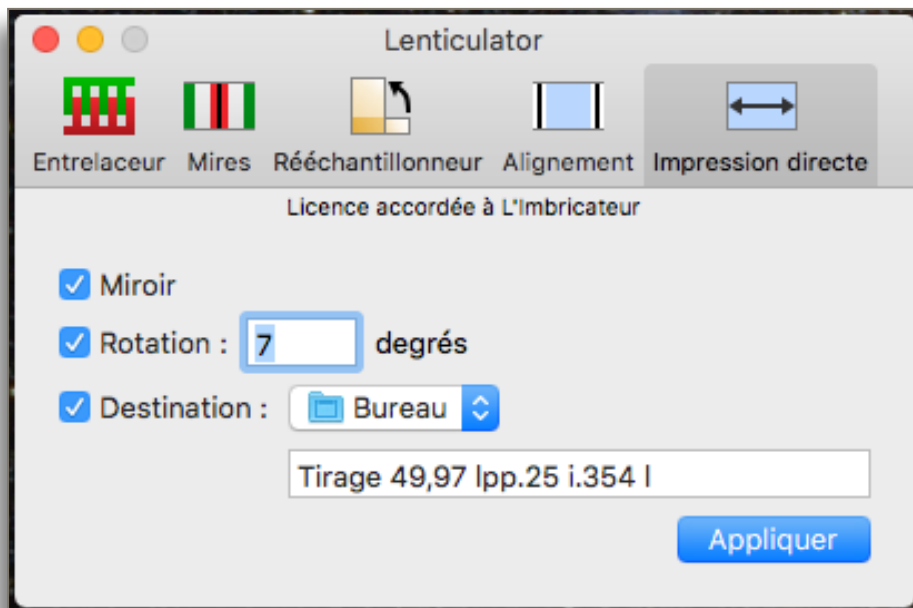 Lenticulator
Entrelaceur Mires Rééchantillonneur Alignement Impression directe
Licence accordée à L'Imbricateur
Miroir
Rotation : 7 degrés
Destination : Bureau
Tirage 49,97 lpp.25 i.354 l
Appliquer